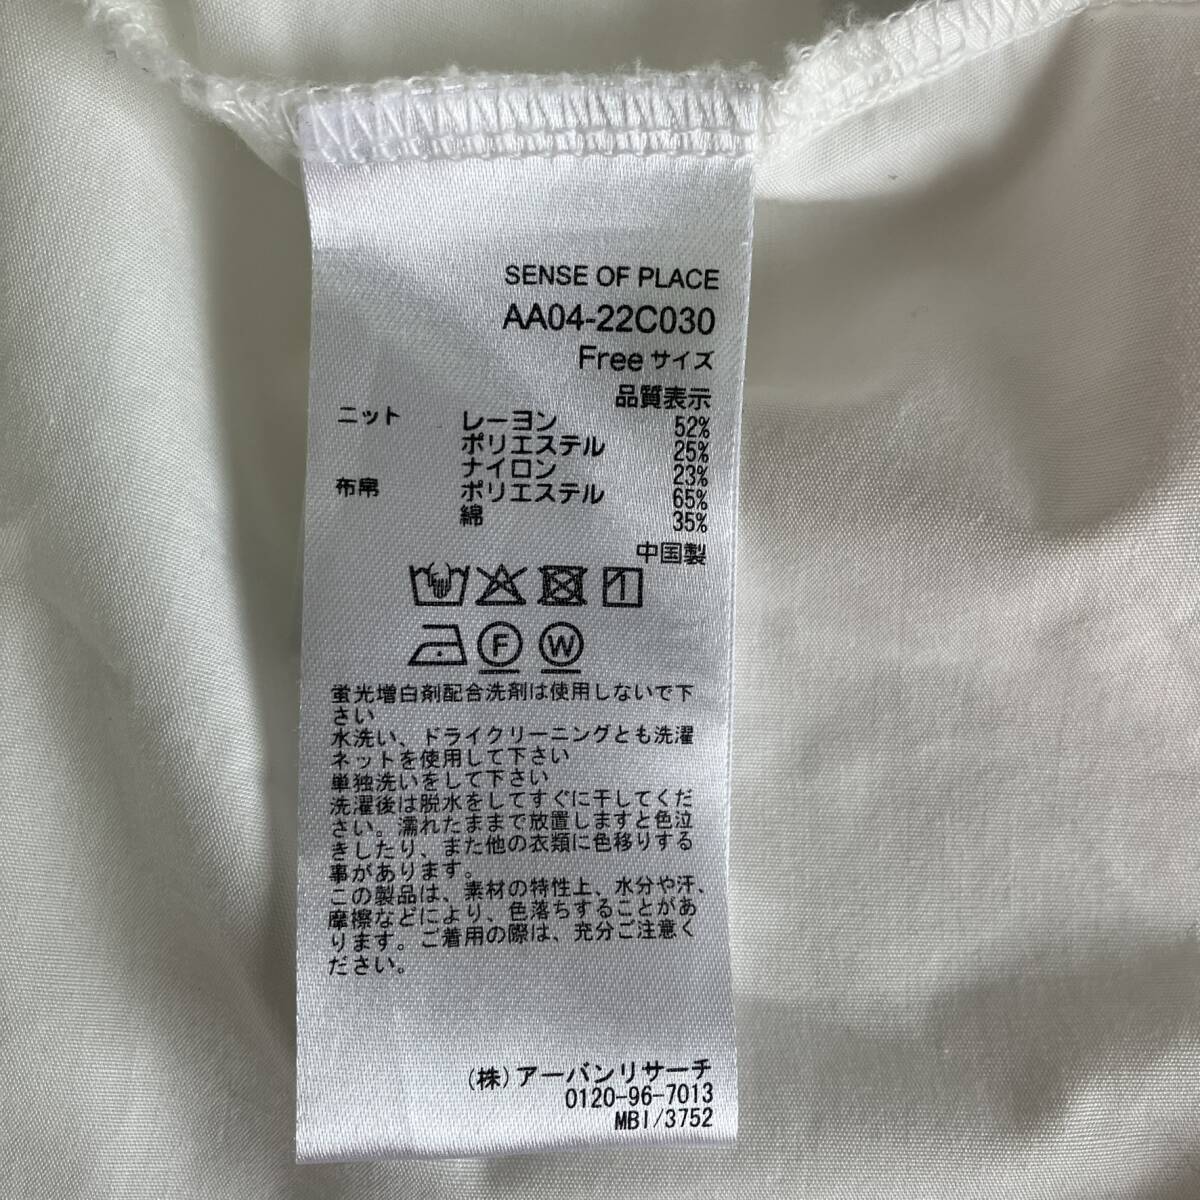 SENSE OF PLACE
AA04-22C030
Freeサイズ
品質表示
ニット レーヨン 52%
ポリエステル 25%
ナイロン 23%
布帛 ポリエステル 65%
綿 35%
中国製
F W
蛍光増白剤配合洗剤は使用しないで下
さい
水洗い、ドライクリーニングとも洗濯
ネットを使用して下さい
単独洗いをして下さい
洗濯後は脱水をしてすぐに干してくだ
さい。濡れたままで放置しますと色泣
きしたり、また他の衣類に色移りする
事があります。
この製品は、素材の特性上、水分や汗、
摩擦などにより、色落ちすることがあ
ります。ご着用の際は、充分ご注意く
ださい。
(株)アーバンリサーチ
0120-96-7013
MBI/3752